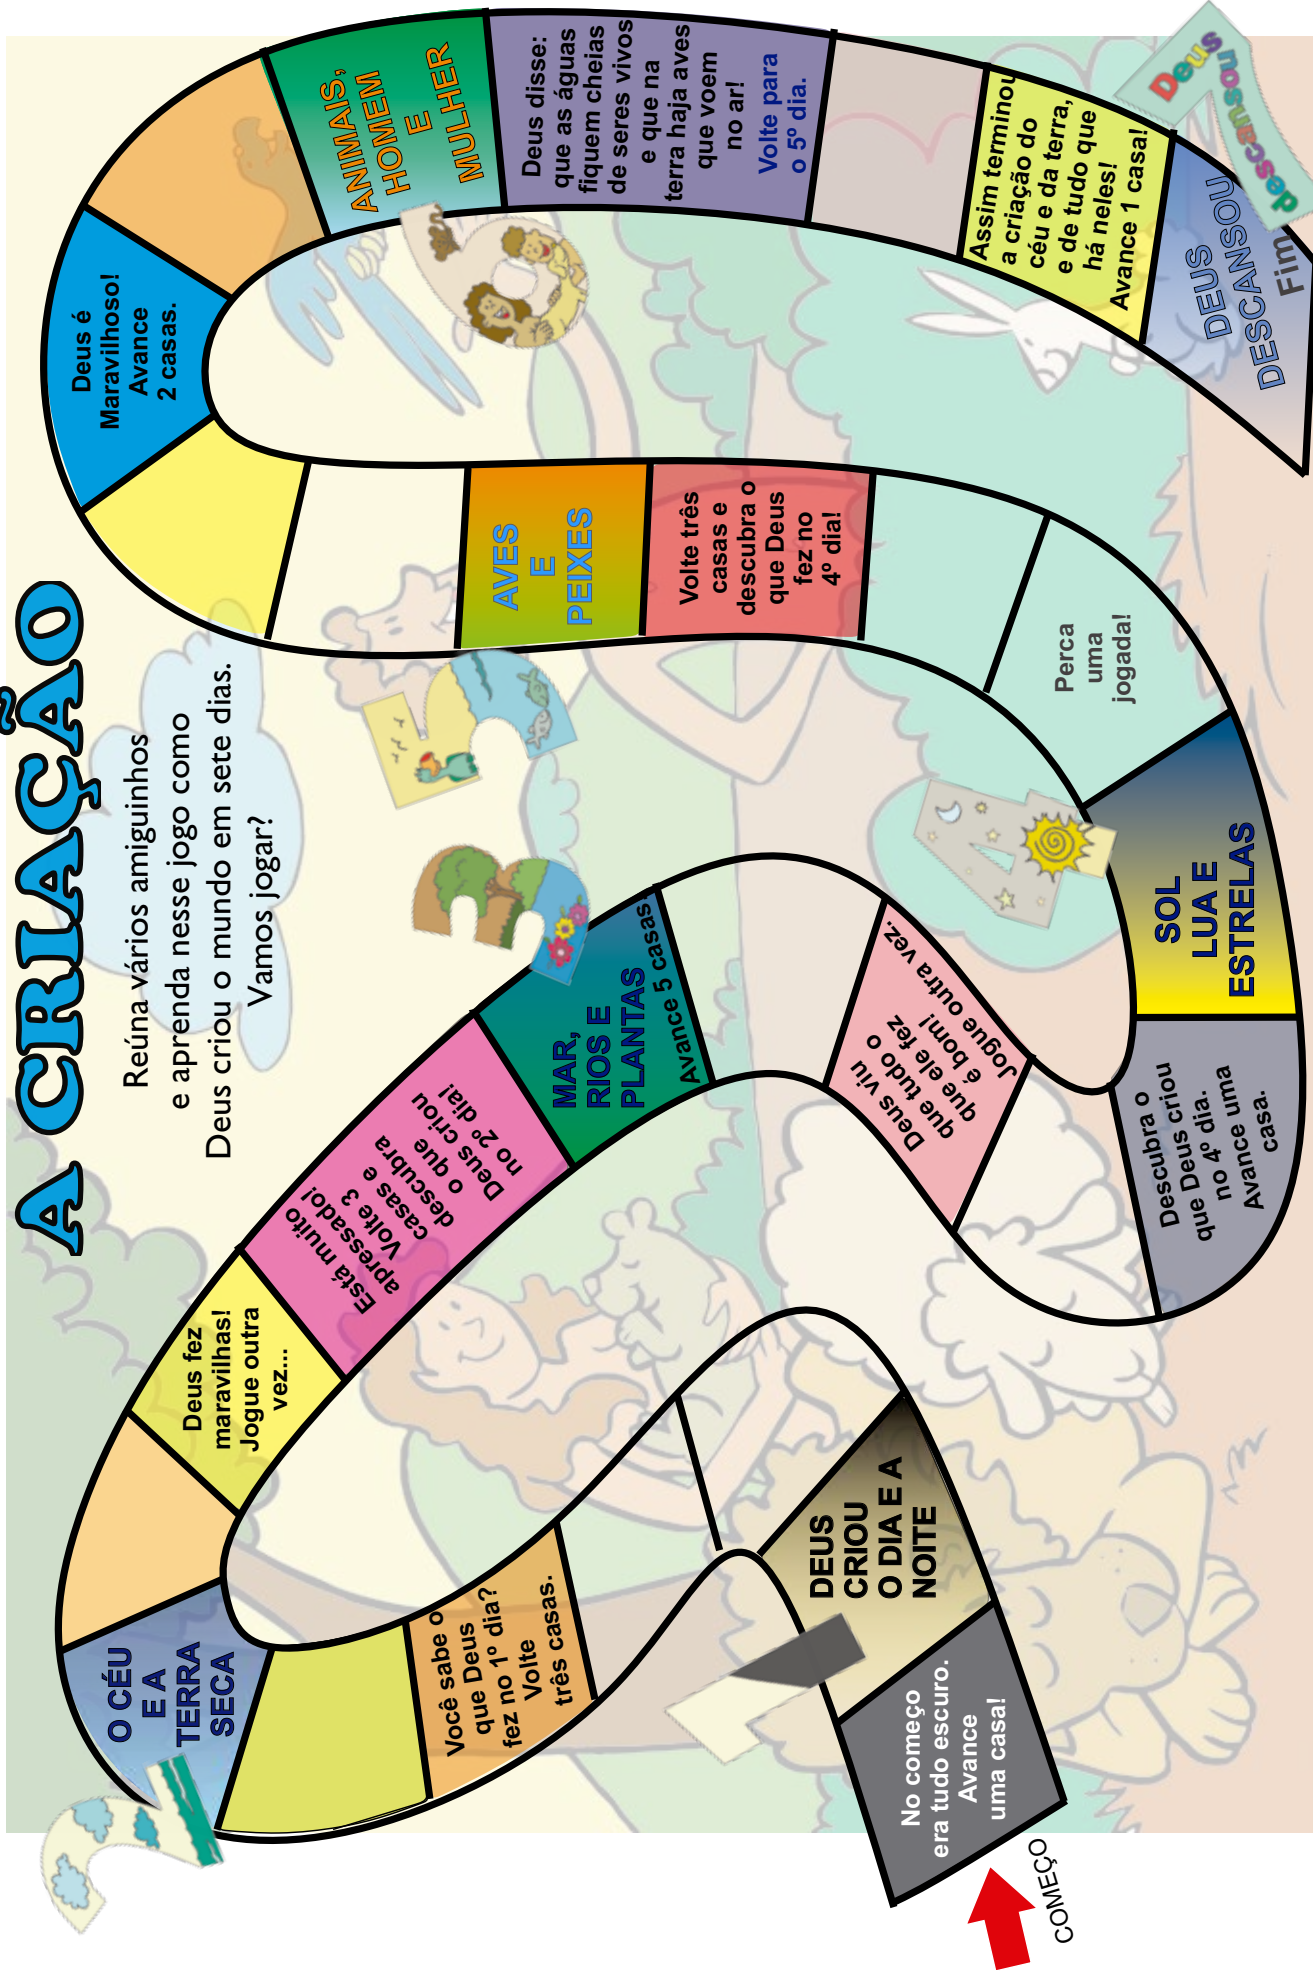 A CRIAÇÃO
Reúna vários amiguinhos
e aprenda nesse jogo como
Deus criou o mundo em sete dias.
Vamos jogar?
COMEÇO
No começo
era tudo escuro.
Avance
uma casa!
DEUS
CRIOU
O DIA E A
NOITE
1
Você sabe o
que Deus
fez no 1º dia?
Volte
três casas.
O CÉU
E A
TERRA
SECA
2
Deus fez
maravilhas!
Jogue outra
vez...
Está muito
apressado!
Volte 3
casas e
descubra
o que
Deus criou
no 2º dia!
MAR,
RIOS E
PLANTAS
Avance 5 casas
3
Deus viu
que tudo o
que ele fez
é bom!
Jogue outra vez.
Descubra o
que Deus criou
no 4º dia.
Avance uma
casa.
SOL
LUA E
ESTRELAS
4
Perca
uma
jogada!
Volte três
casas e
descubra o
que Deus
fez no
4º dia!
AVES
E
PEIXES
5
Deus é
Maravilhoso!
Avance
2 casas.
ANIMAIS,
HOMEM
E
MULHER
6
Deus disse:
que as águas
fiquem cheias
de seres vivos
e que na
terra haja aves
que voem
no ar!
Volte para
o 5º dia.
Assim terminou
a criação do
céu e da terra,
e de tudo que
há neles!
Avance 1 casa!
DEUS
DESCANSOU
Fim
Deus
descansou